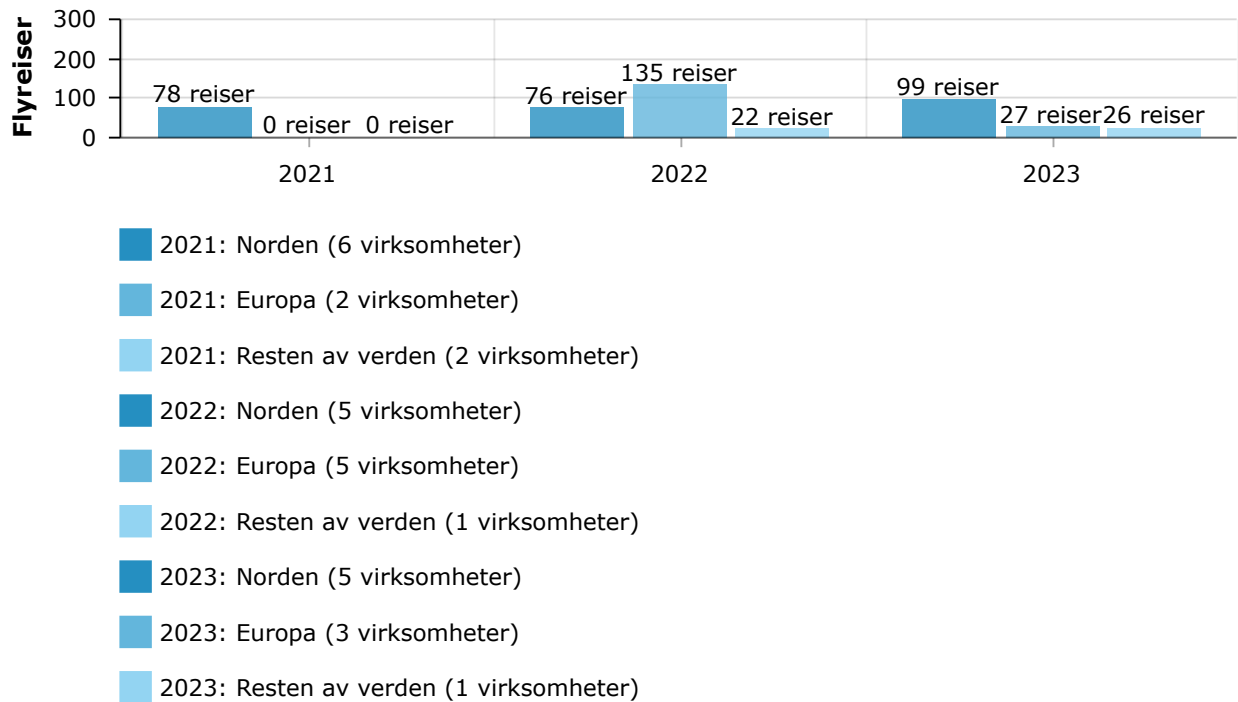 Flyreiser
300
200
100
0
78 reiser
0 reiser
0 reiser
76 reiser
135 reiser
22 reiser
99 reiser
27 reiser
26 reiser
2021
2022
2023
2021: Norden (6 virksomheter)
2021: Europa (2 virksomheter)
2021: Resten av verden (2 virksomheter)
2022: Norden (5 virksomheter)
2022: Europa (5 virksomheter)
2022: Resten av verden (1 virksomheter)
2023: Norden (5 virksomheter)
2023: Europa (3 virksomheter)
2023: Resten av verden (1 virksomheter)